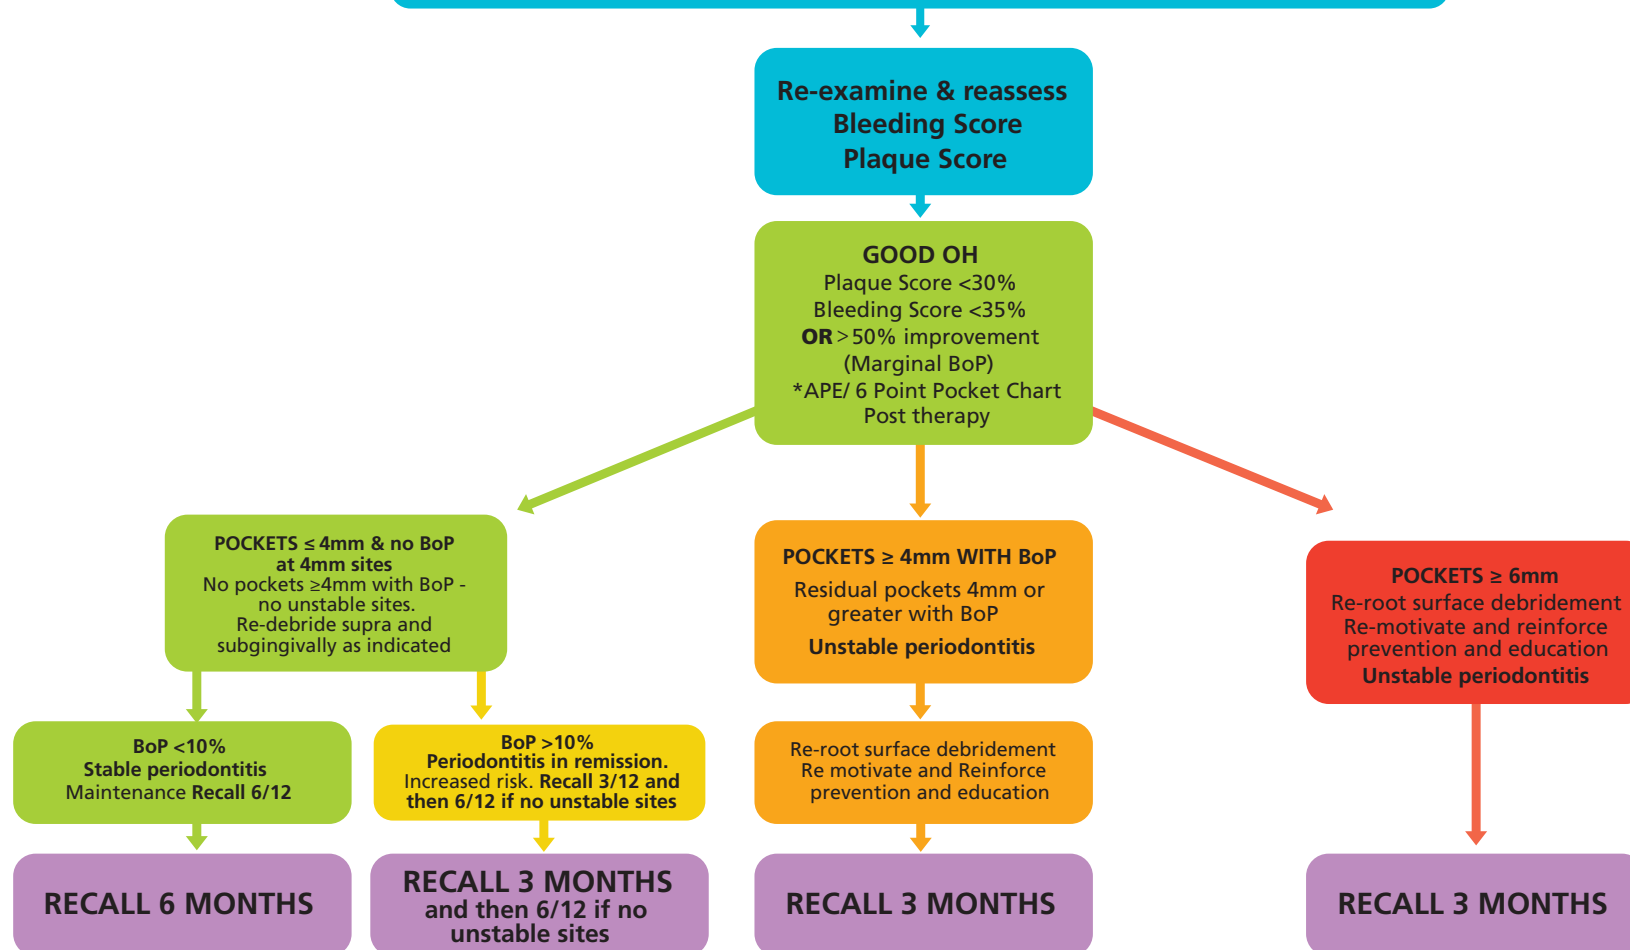 Re-examine & reassess
Bleeding Score
Plaque Score
GOOD OH
Plaque Score <30%
Bleeding Score <35%
OR >50% improvement
(Marginal BoP)
*APE/ 6 Point Pocket Chart
Post therapy
POCKETS ≤ 4mm & no BoP
at 4mm sites
No pockets ≥4mm with BoP -
no unstable sites.
Re-debride supra and
subgingivally as indicated
POCKETS ≥ 4mm WITH BoP
Residual pockets 4mm or
greater with BoP
Unstable periodontitis
POCKETS ≥ 6mm
Re-root surface debridement
Re-motivate and reinforce
prevention and education
Unstable periodontitis
BoP <10%
Stable periodontitis
Maintenance Recall 6/12
BoP >10%
Periodontitis in remission.
Increased risk. Recall 3/12 and
then 6/12 if no unstable sites
Re-root surface debridement
Re motivate and Reinforce
prevention and education
RECALL 6 MONTHS
RECALL 3 MONTHS
and then 6/12 if no
unstable sites
RECALL 3 MONTHS
RECALL 3 MONTHS